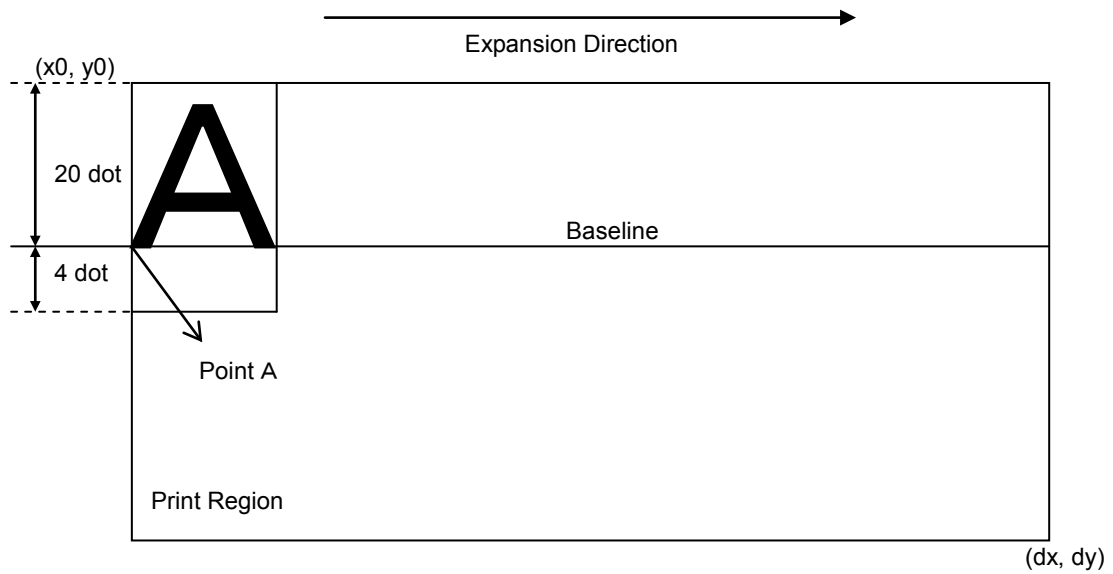 Expansion Direction
(x0, y0)
A
20 dot
Baseline
4 dot
Point A
Print Region
(dx, dy)